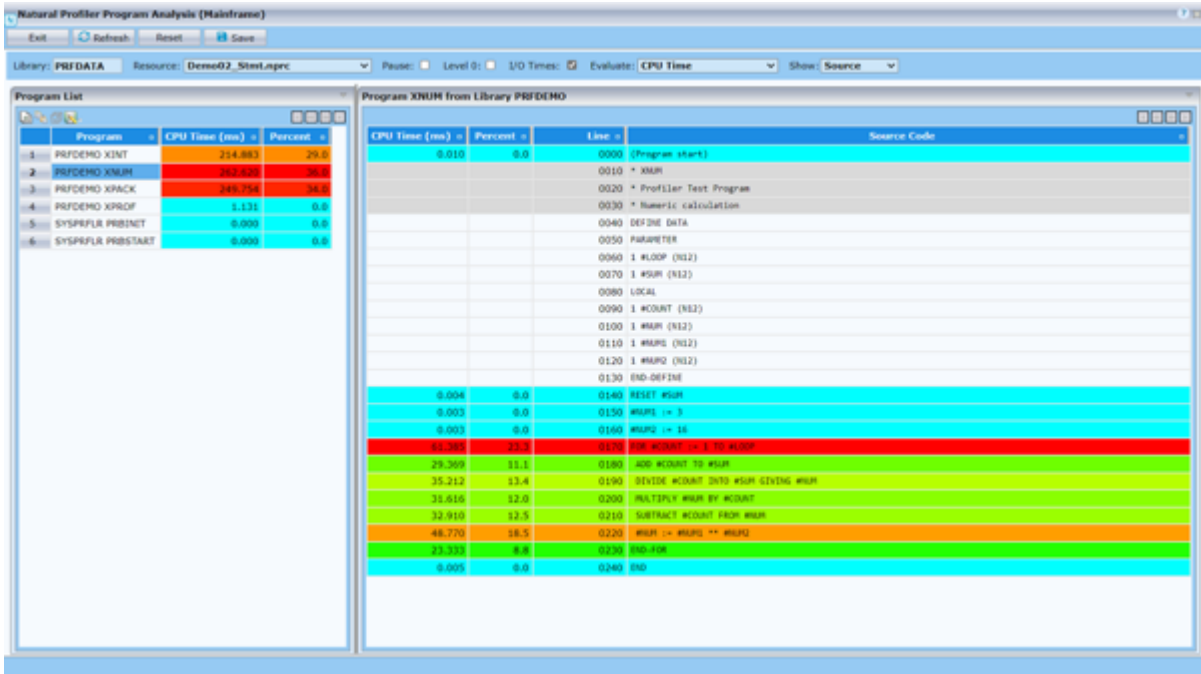 Natural Profiler Program Analysis (Mainframe)
Exit Refresh Reset Save
Library: PRFDATA Resource: Demo02_Stmt.nprc Pause: Level 0: I/O Times: Evaluate: CPU Time Show: Source
Program List
Program CPU Time (ms) Percent
1 PRFDEMO XINT 214.883 29.0
2 PRFDEMO XNUM 262.620 36.0
3 PRFDEMO XPACK 249.754 34.0
4 PRFDEMO XPROF 1.131 0.0
5 SYSPRFLR PRBINIT 0.000 0.0
6 SYSPRFLR PRBSTART 0.000 0.0
Program XNUM from Library PRFDEMO
CPU Time (ms) Percent Line Source Code
0.010 0.0 0000 (Program start)
0010 * XNUM
0020 * Profiler Test Program
0030 * Numeric calculation
0040 DEFINE DATA
0050 PARAMETER
0060 1 #LOOP (N12)
0070 1 #SUM (N12)
0080 LOCAL
0090 1 #COUNT (N12)
0100 1 #NUM (N12)
0110 1 #NUM1 (N12)
0120 1 #NUM2 (N12)
0130 END-DEFINE
0.004 0.0 0140 RESET #SUM
0.003 0.0 0150 #NUM1 := 3
0.003 0.0 0160 #NUM2 := 16
61.385 23.3 0170 FOR #COUNT := 1 TO #LOOP
29.369 11.1 0180 ADD #COUNT TO #SUM
35.212 13.4 0190 DIVIDE #COUNT INTO #SUM GIVING #NUM
31.616 12.0 0200 MULTIPLY #NUM BY #COUNT
32.910 12.5 0210 SUBTRACT #COUNT FROM #NUM
48.770 18.5 0220 #NUM := #NUM1 ** #NUM2
23.333 8.8 0230 END-FOR
0.005 0.0 0240 END